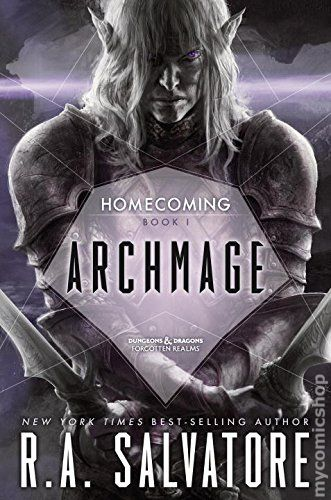 HOMECOMING
BOOK I
ARCHMAGE
DUNGEONS & DRAGONS
FORGOTTEN REALMS
NEW YORK TIMES BEST-SELLING AUTHOR
R.A. SALVATORE
mycomicshop